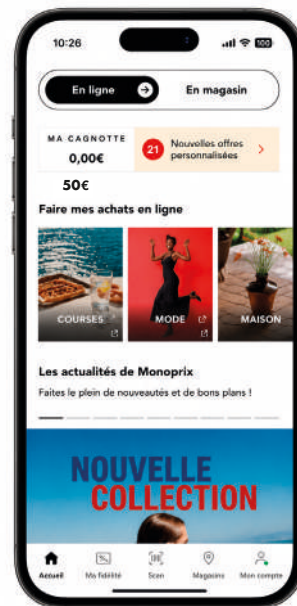 10:26
100
En ligne
En magasin
MA CAGNOTTE
0,00€
21
Nouvelles offres
personnalisées
50€
Faire mes achats en ligne
COURSES
MODE
MAISON
Les actualités de Monoprix
Faites le plein de nouveautés et de bons plans !
NOUVELLE
COLLECTION
Accueil
Ma fidélité
Scan
Magasins
Mon compte